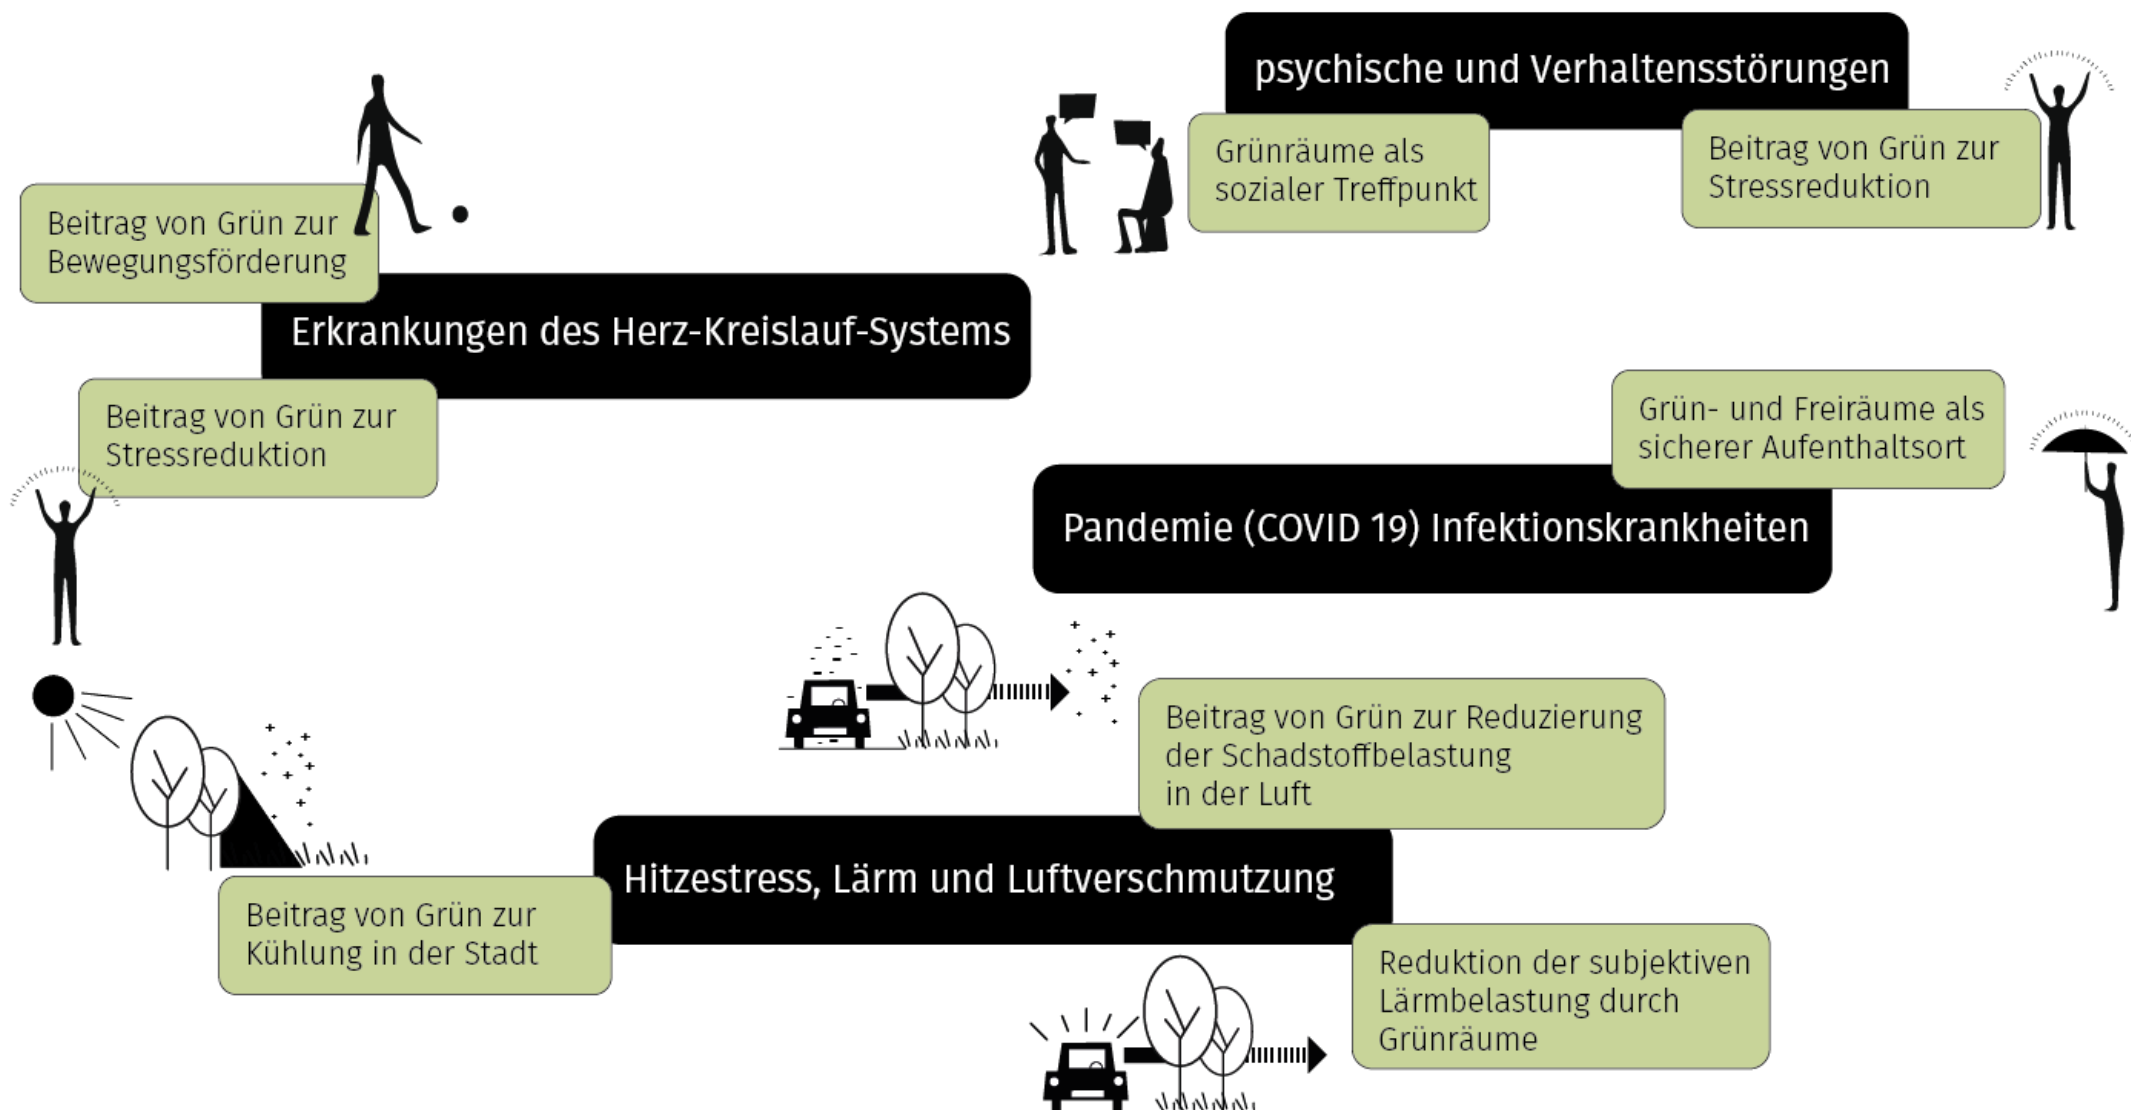 psychische und Verhaltensstörungen
Grünräume als
sozialer Treffpunkt
Beitrag von Grün zur
Stressreduktion
Beitrag von Grün zur
Bewegungsförderung
Erkrankungen des Herz-Kreislauf-Systems
Beitrag von Grün zur
Stressreduktion
Grün- und Freiräume als
sicherer Aufenthaltsort
Pandemie (COVID 19) Infektionskrankheiten
Beitrag von Grün zur Reduzierung
der Schadstoffbelastung
in der Luft
Hitzestress, Lärm und Luftverschmutzung
Beitrag von Grün zur
Kühlung in der Stadt
Reduktion der subjektiven
Lärmbelastung durch
Grünräume